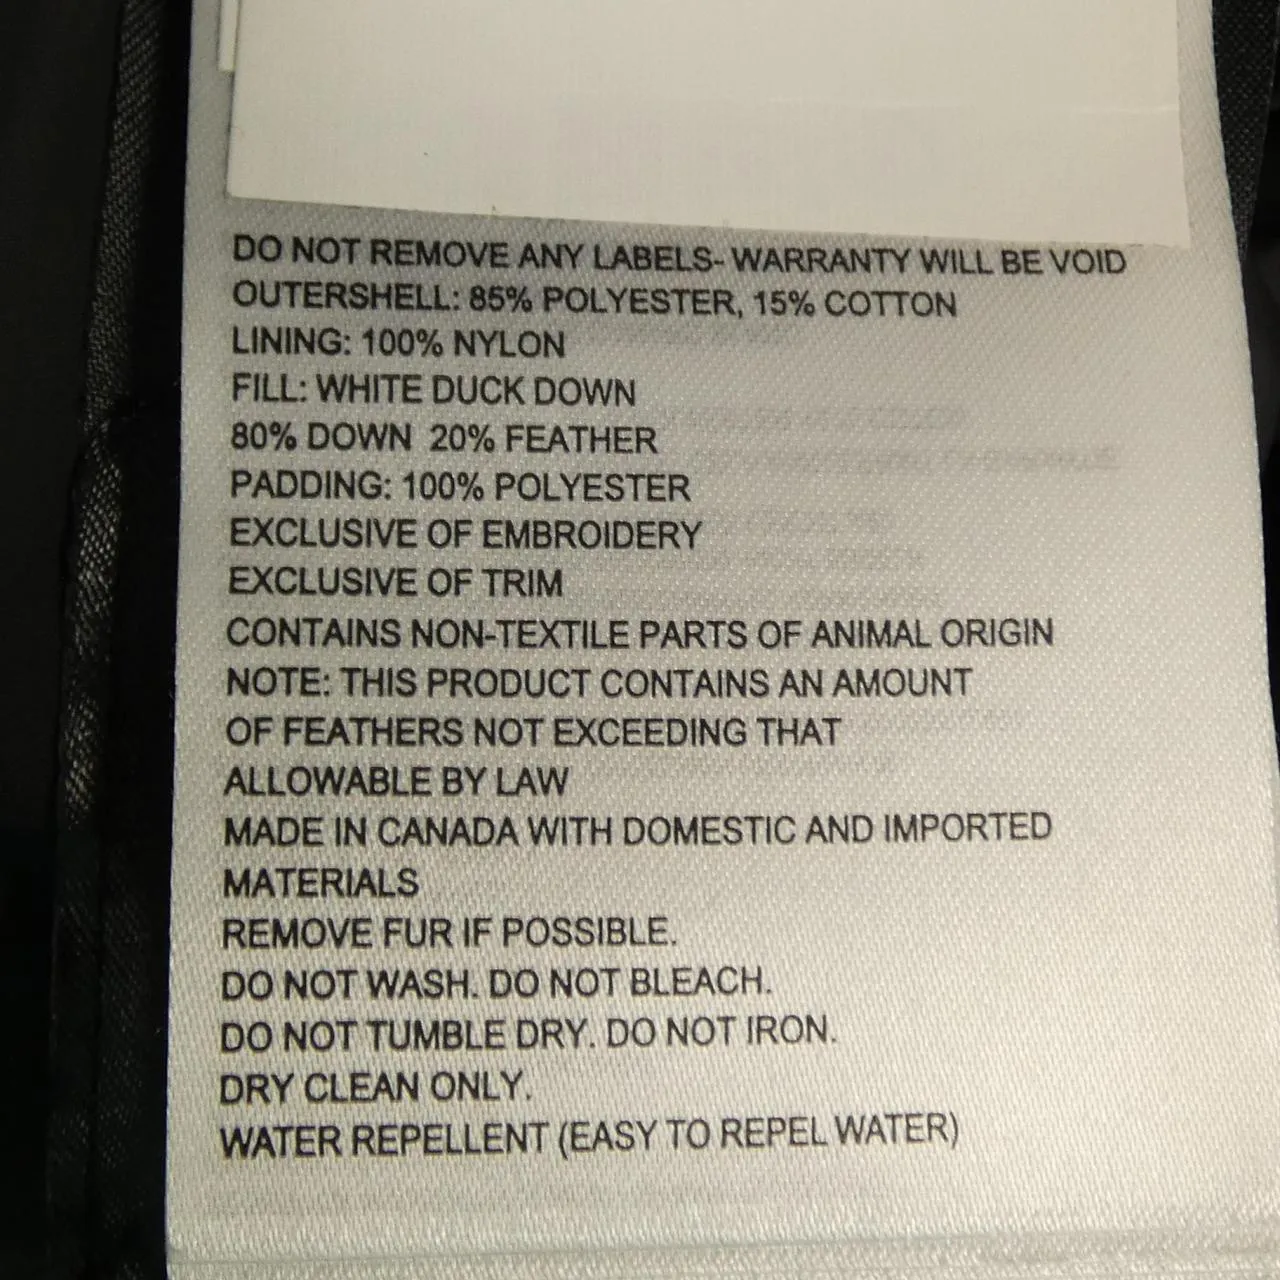 DO NOT REMOVE ANY LABELS- WARRANTY WILL BE VOID
OUTERSHELL: 85% POLYESTER, 15% COTTON
LINING: 100% NYLON
FILL: WHITE DUCK DOWN
80% DOWN 20% FEATHER
PADDING: 100% POLYESTER
EXCLUSIVE OF EMBROIDERY
EXCLUSIVE OF TRIM
CONTAINS NON-TEXTILE PARTS OF ANIMAL ORIGIN
NOTE: THIS PRODUCT CONTAINS AN AMOUNT
OF FEATHERS NOT EXCEEDING THAT
ALLOWABLE BY LAW
MADE IN CANADA WITH DOMESTIC AND IMPORTED
MATERIALS
REMOVE FUR IF POSSIBLE.
DO NOT WASH. DO NOT BLEACH.
DO NOT TUMBLE DRY. DO NOT IRON.
DRY CLEAN ONLY.
WATER REPELLENT (EASY TO REPEL WATER)